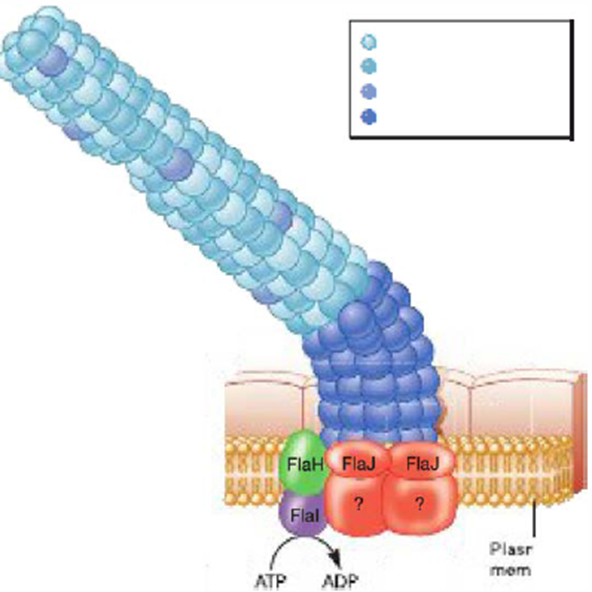 FlaH FlaJ FlaJ
? ?
FlaI
Plasr
mem
ATP ADP